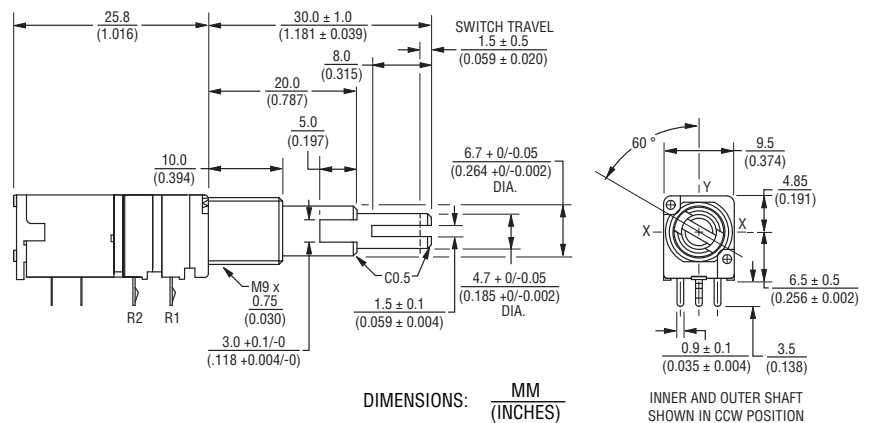 25.8
(1.016)
30.0 ± 1.0
(1.181 ± 0.039)
SWITCH TRAVEL
1.5 ± 0.5
(0.059 ± 0.020)
8.0
(0.315)
20.0
(0.787)
5.0
(0.197)
10.0
(0.394)
6.7 + 0/-0.05
(0.264 +0/-0.002)
DIA.
60 °
9.5
(0.374)
4.85
(0.191)
Y
X
X
C0.5
4.7 + 0/-0.05
(0.185 +0/-0.002)
DIA.
6.5 ± 0.5
(0.256 ± 0.002)
M9 x
0.75
(0.030)
1.5 ± 0.1
(0.059 ± 0.004)
R2
R1
3.0 +0.1/-0
(.118 +0.004/-0)
0.9 ± 0.1
(0.035 ± 0.004)
3.5
(0.138)
DIMENSIONS:
MM
(INCHES)
INNER AND OUTER SHAFT
SHOWN IN CCW POSITION